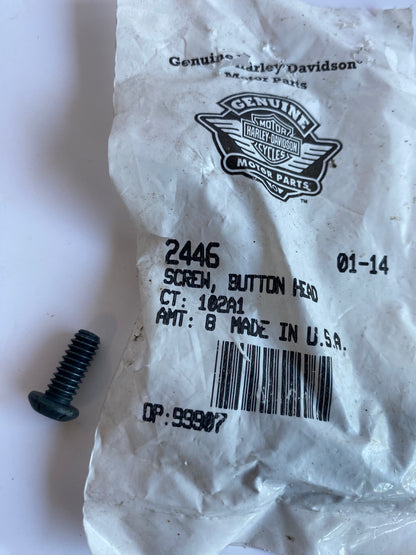 Genuine Harley Davidson
Motor Parts
GENUINE
MOTOR
HARLEY-DAVIDSON
CYCLES
MOTOR PARTS
™
2446 01-14
SCREW, BUTTON HEAD
CT: 102A1
AMT: 8 MADE IN U.S.A.
OP:99907